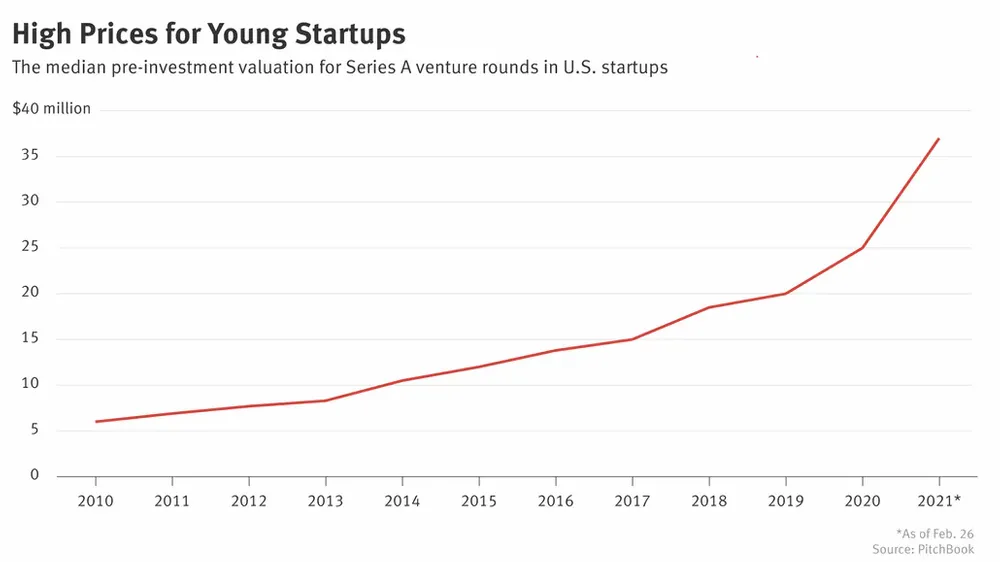 High Prices for Young Startups
The median pre-investment valuation for Series A venture rounds in U.S. startups
$40 million
35
30
25
20
15
10
5
0
2010 2011 2012 2013 2014 2015 2016 2017 2018 2019 2020 2021*
*As of Feb. 26
Source: PitchBook